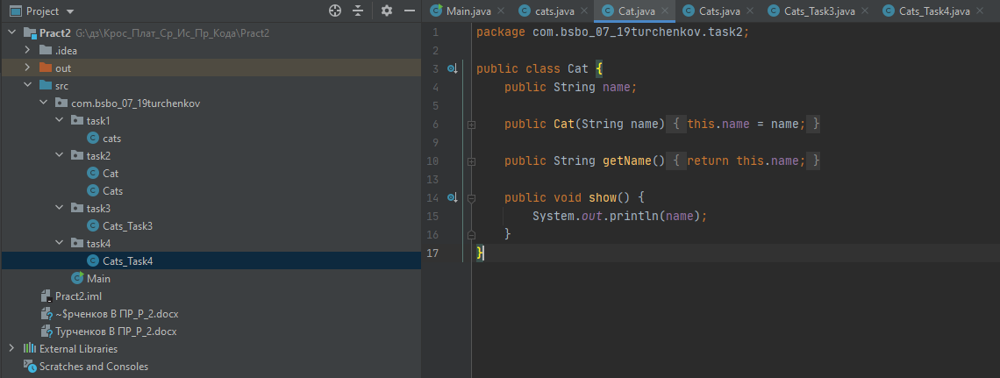 Project
Pract2 G:\дз\Крос_Плат_Ср_Ис_Пр_Кода\Pract2
.idea
out
src
com.bsbo_07_19turchenkov
task1
cats
task2
Cat
Cats
task3
Cats_Task3
task4
Cats_Task4
Main
Pract2.iml
~$рченков В ПР_Р_2.docx
Турченков В ПР_Р_2.docx
External Libraries
Scratches and Consoles
Main.java cats.java Cat.java Cats.java Cats_Task3.java Cats_Task4.java
1 package com.bsbo_07_19turchenkov.task2;
2
3 public class Cat {
4 public String name;
5
6 public Cat(String name) { this.name = name; }
9
10 public String getName() { return this.name; }
13
14 public void show() {
15 System.out.println(name);
16 }
17 }